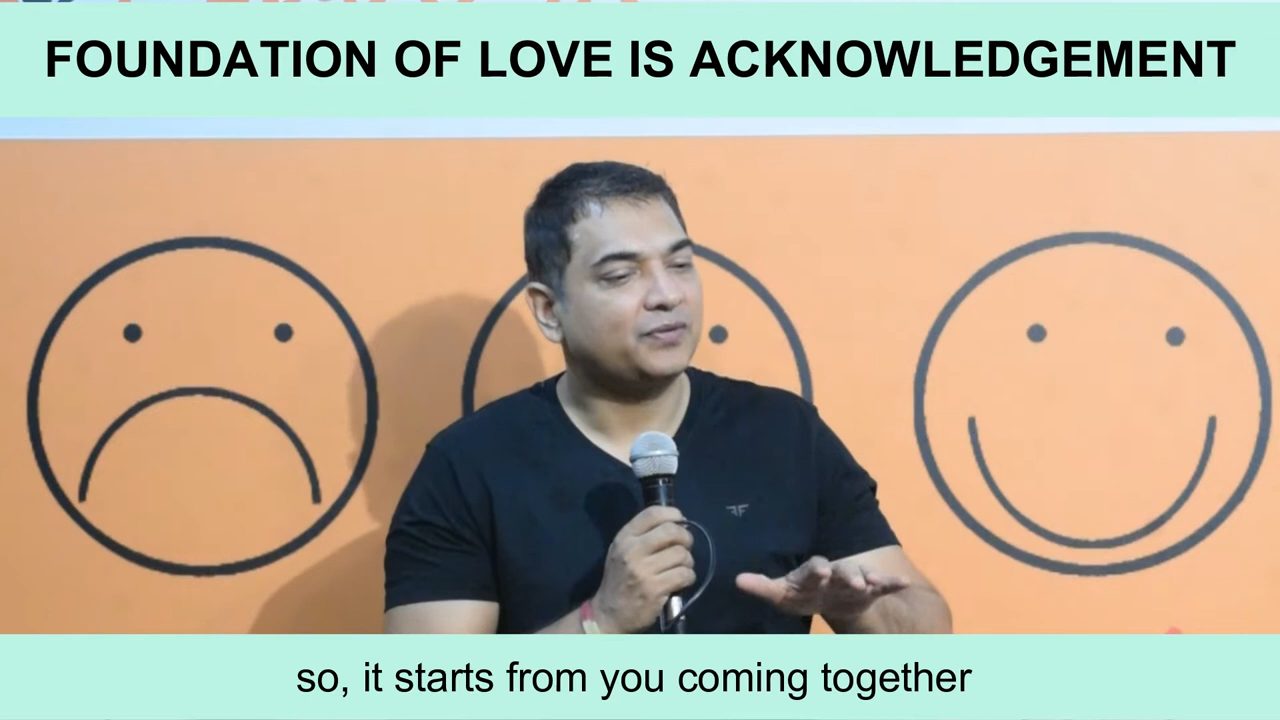 FOUNDATION OF LOVE IS ACKNOWLEDGEMENT
so, it starts from you coming together